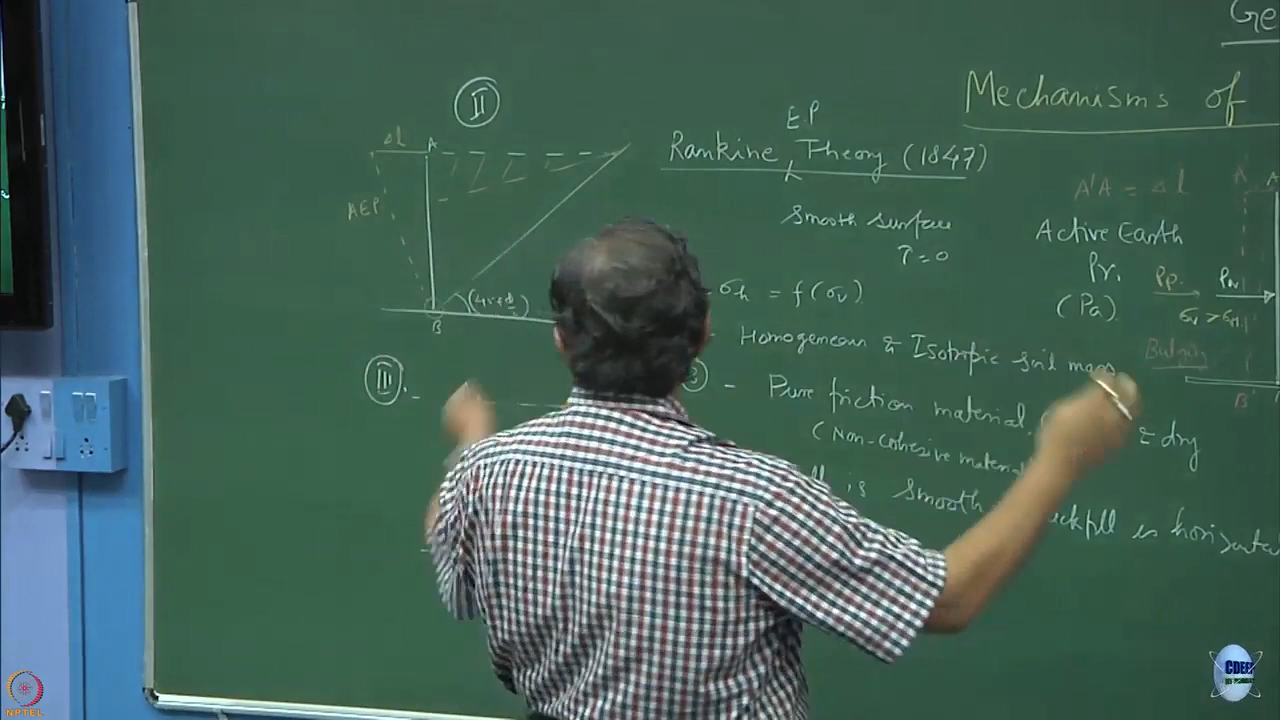 Ge
Mechanisms of
II
Δl
A
AEP
B
E.P
Rankine Theory (1847)
Smooth surface
τ=0
σh = f(σv)
Homogeneous & Isotropic soil mass
Pure friction material
& dry
(Non-cohesive material
is smooth
backfill is horizontal
A'A = Δl
Active Earth
Pr.
(Pa)
Pp
Bulging
B'
III
NPTEL
CDEEP